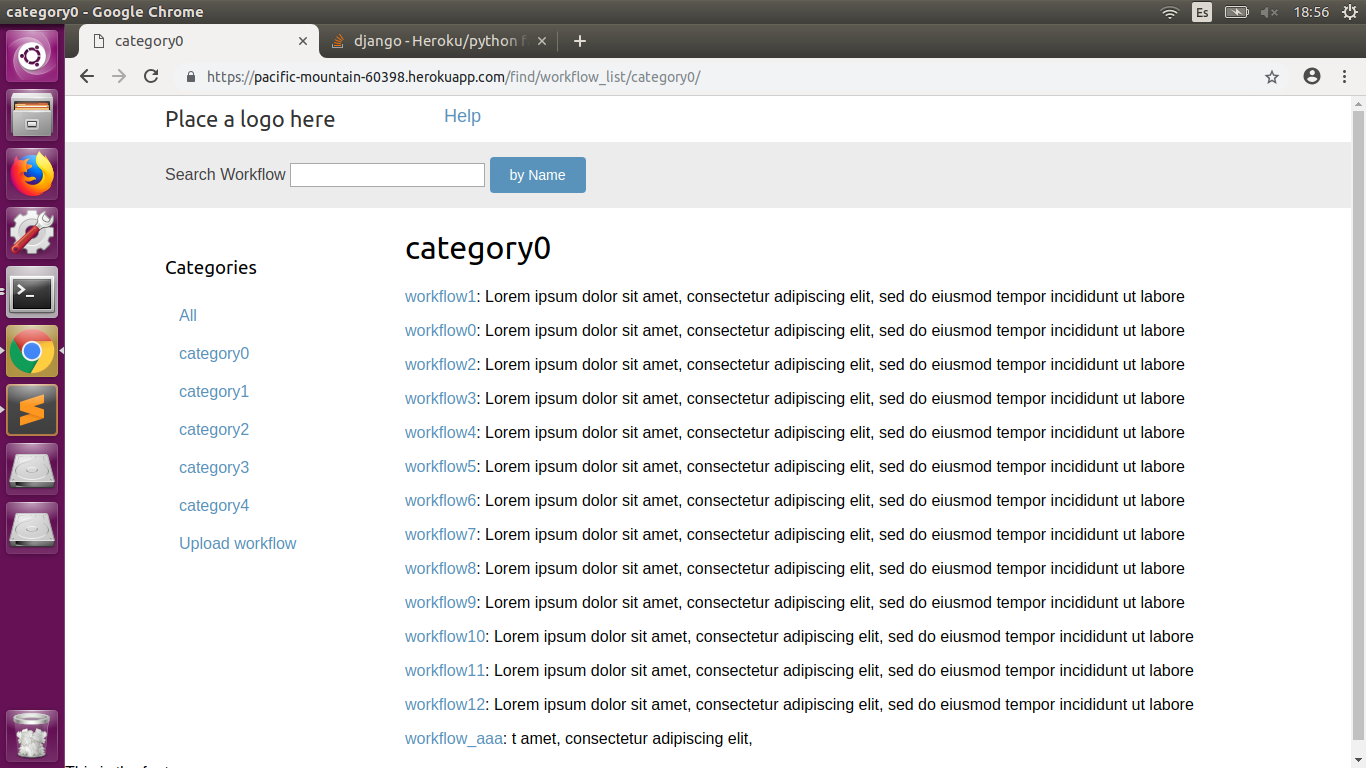 category0 - Google Chrome
Es
18:56
category0
django - Heroku/python f
https://pacific-mountain-60398.herokuapp.com/find/workflow_list/category0/
Place a logo here
Help
Search Workflow
by Name
Categories
All
category0
category1
category2
category3
category4
Upload workflow
category0
workflow1: Lorem ipsum dolor sit amet, consectetur adipiscing elit, sed do eiusmod tempor incididunt ut labore
workflow0: Lorem ipsum dolor sit amet, consectetur adipiscing elit, sed do eiusmod tempor incididunt ut labore
workflow2: Lorem ipsum dolor sit amet, consectetur adipiscing elit, sed do eiusmod tempor incididunt ut labore
workflow3: Lorem ipsum dolor sit amet, consectetur adipiscing elit, sed do eiusmod tempor incididunt ut labore
workflow4: Lorem ipsum dolor sit amet, consectetur adipiscing elit, sed do eiusmod tempor incididunt ut labore
workflow5: Lorem ipsum dolor sit amet, consectetur adipiscing elit, sed do eiusmod tempor incididunt ut labore
workflow6: Lorem ipsum dolor sit amet, consectetur adipiscing elit, sed do eiusmod tempor incididunt ut labore
workflow7: Lorem ipsum dolor sit amet, consectetur adipiscing elit, sed do eiusmod tempor incididunt ut labore
workflow8: Lorem ipsum dolor sit amet, consectetur adipiscing elit, sed do eiusmod tempor incididunt ut labore
workflow9: Lorem ipsum dolor sit amet, consectetur adipiscing elit, sed do eiusmod tempor incididunt ut labore
workflow10: Lorem ipsum dolor sit amet, consectetur adipiscing elit, sed do eiusmod tempor incididunt ut labore
workflow11: Lorem ipsum dolor sit amet, consectetur adipiscing elit, sed do eiusmod tempor incididunt ut labore
workflow12: Lorem ipsum dolor sit amet, consectetur adipiscing elit, sed do eiusmod tempor incididunt ut labore
workflow_aaa: t amet, consectetur adipiscing elit,